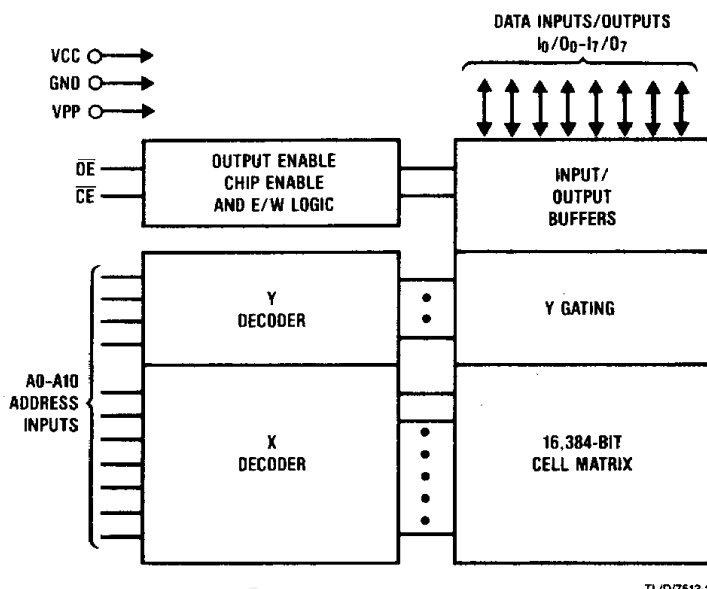 DATA INPUTS/OUTPUTS
I0/O0-I7/O7
VCC
GND
VPP
OE
CE
OUTPUT ENABLE
CHIP ENABLE
AND E/W LOGIC
INPUT/
OUTPUT
BUFFERS
Y
DECODER
Y GATING
A0-A10
ADDRESS
INPUTS
X
DECODER
16,384-BIT
CELL MATRIX